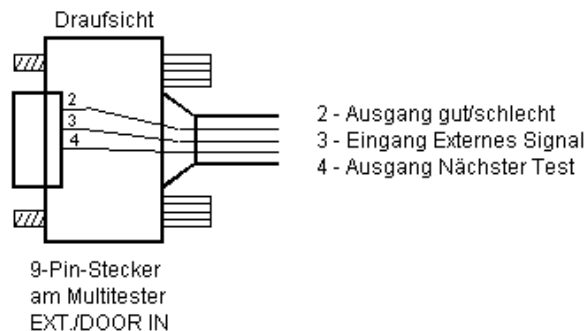 Draufsicht
2
3
4
2 - Ausgang gut/schlecht
3 - Eingang Externes Signal
4 - Ausgang Nächster Test
9-Pin-Stecker
am Multitester
EXT./DOOR IN